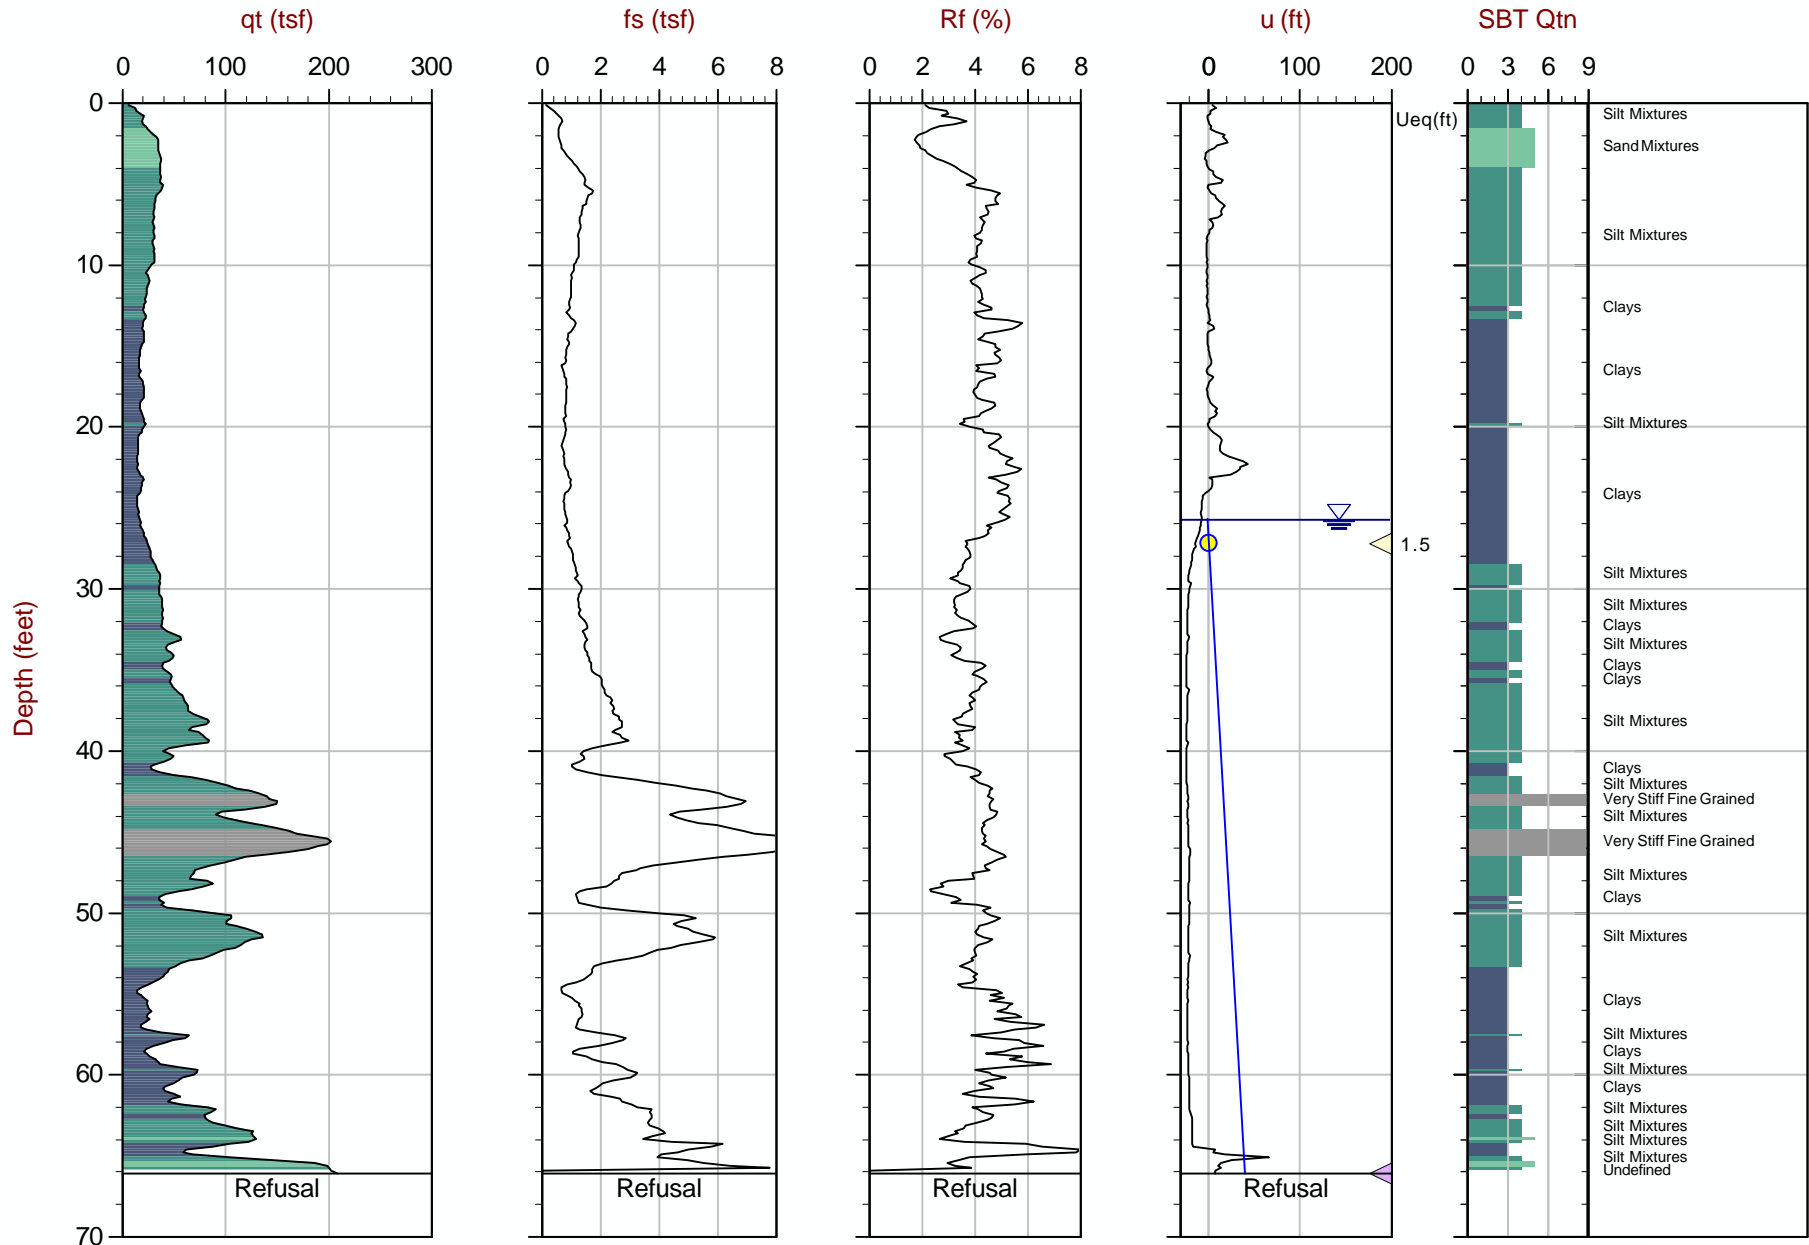 qt (tsf) fs (tsf) Rf (%) u (ft) SBT Qtn
0 100 200 300 0 2 4 6 8 0 2 4 6 8 0 100 200 0 3 6 9
0
Silt Mixtures
Ueq(ft)
Sand Mixtures
Silt Mixtures
10
Clays
Clays
20
Silt Mixtures
Clays
1.5
Silt Mixtures
30
Silt Mixtures
Clays
Silt Mixtures
Clays
Clays
Depth (feet)
Silt Mixtures
40
Clays
Silt Mixtures
Very Stiff Fine Grained
Silt Mixtures
Very Stiff Fine Grained
Silt Mixtures
Clays
50
Silt Mixtures
Clays
Silt Mixtures
Clays
Silt Mixtures
60
Clays
Silt Mixtures
Silt Mixtures
Silt Mixtures
Silt Mixtures
Undefined
Refusal Refusal Refusal Refusal
70